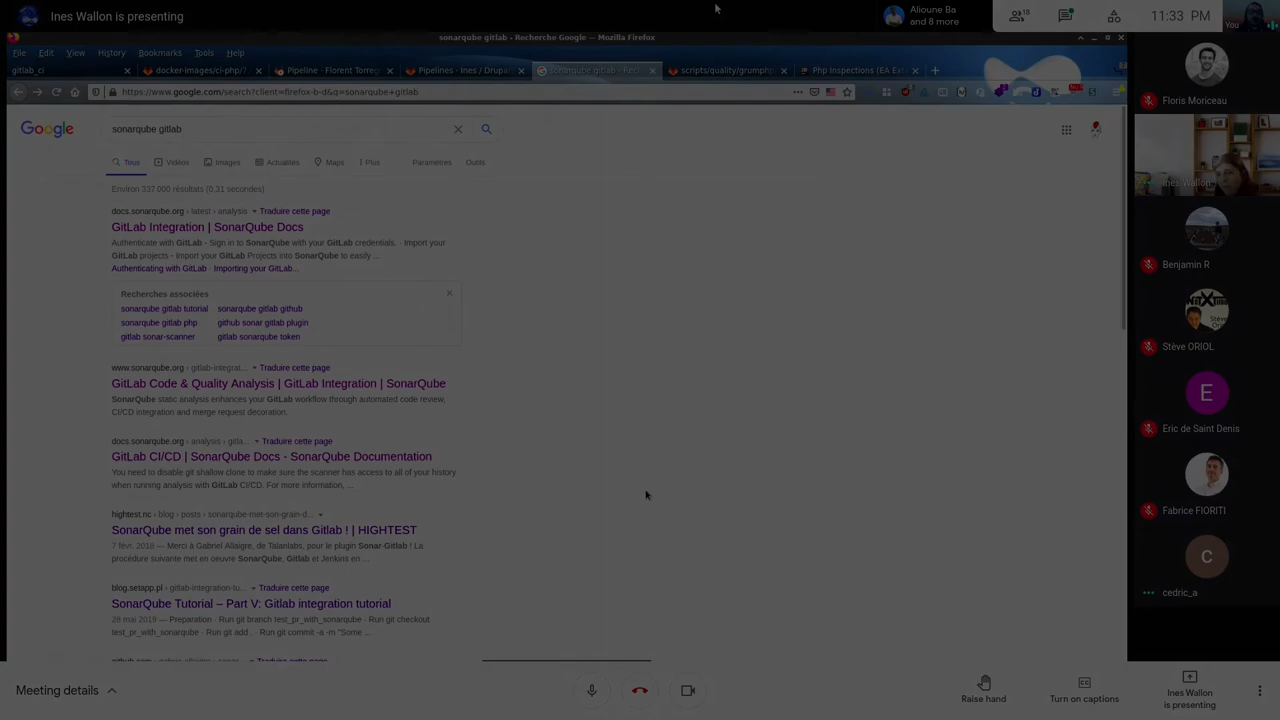 Ines Wallon is presenting
Alioune Ba
and 8 more
18
11:33 PM
You
sonarqube gitlab - Recherche Google — Mozilla Firefox
File Edit View History Bookmarks Tools Help
gitlab_ci
docker-images/ci-php/7
Pipeline · Florent Torreg
Pipelines · Ines / Drupal
sonarqube gitlab - Rech
scripts/quality/grumphp
Php Inspections (EA Ext
https://www.google.com/search?client=firefox-b-d&q=sonarqube+gitlab
Google
sonarqube gitlab
Tous Vidéos Images Actualités Maps Plus Paramètres Outils
Environ 337 000 résultats (0,31 secondes)
docs.sonarqube.org › latest › analysis Traduire cette page
GitLab Integration | SonarQube Docs
Authenticate with GitLab - Sign in to SonarQube with your GitLab credentials. · Import your
GitLab projects - Import your GitLab Projects into SonarQube to easily ...
Authenticating with GitLab · Importing your GitLab...
Recherches associées
sonarqube gitlab tutorial sonarqube gitlab github
sonarqube gitlab php github sonar gitlab plugin
gitlab sonar-scanner gitlab sonarqube token
www.sonarqube.org › gitlab-integrat... Traduire cette page
GitLab Code & Quality Analysis | GitLab Integration | SonarQube
SonarQube static analysis enhances your GitLab workflow through automated code review,
CI/CD integration and merge request decoration.
docs.sonarqube.org › analysis › gitla... Traduire cette page
GitLab CI/CD | SonarQube Docs - SonarQube Documentation
You need to disable git shallow clone to make sure the scanner has access to all of your history
when running analysis with GitLab CI/CD. For more information, ...
hightest.nc › blog › posts › sonarqube-met-son-grain-d...
SonarQube met son grain de sel dans Gitlab ! | HIGHTEST
7 févr. 2018 — Merci à Gabriel Allaigre, de Talanlabs, pour le plugin Sonar-Gitlab ! La
procédure suivante met en oeuvre SonarQube, Gitlab et Jenkins en ...
blog.setapp.pl › gitlab-integration-tu... Traduire cette page
SonarQube Tutorial – Part V: Gitlab integration tutorial
28 mai 2019 — Preparation · Run git branch test_pr_with_sonarqube · Run git checkout
test_pr_with_sonarqube · Run git add . · Run git commit -a -m "Some ...
Floris Moriceau
Ines Wallon
Benjamin R
Stève ORIOL
E
Eric de Saint Denis
Fabrice FIORITI
C
cedric_a
Meeting details
Raise hand
Turn on captions
Ines Wallon
is presenting